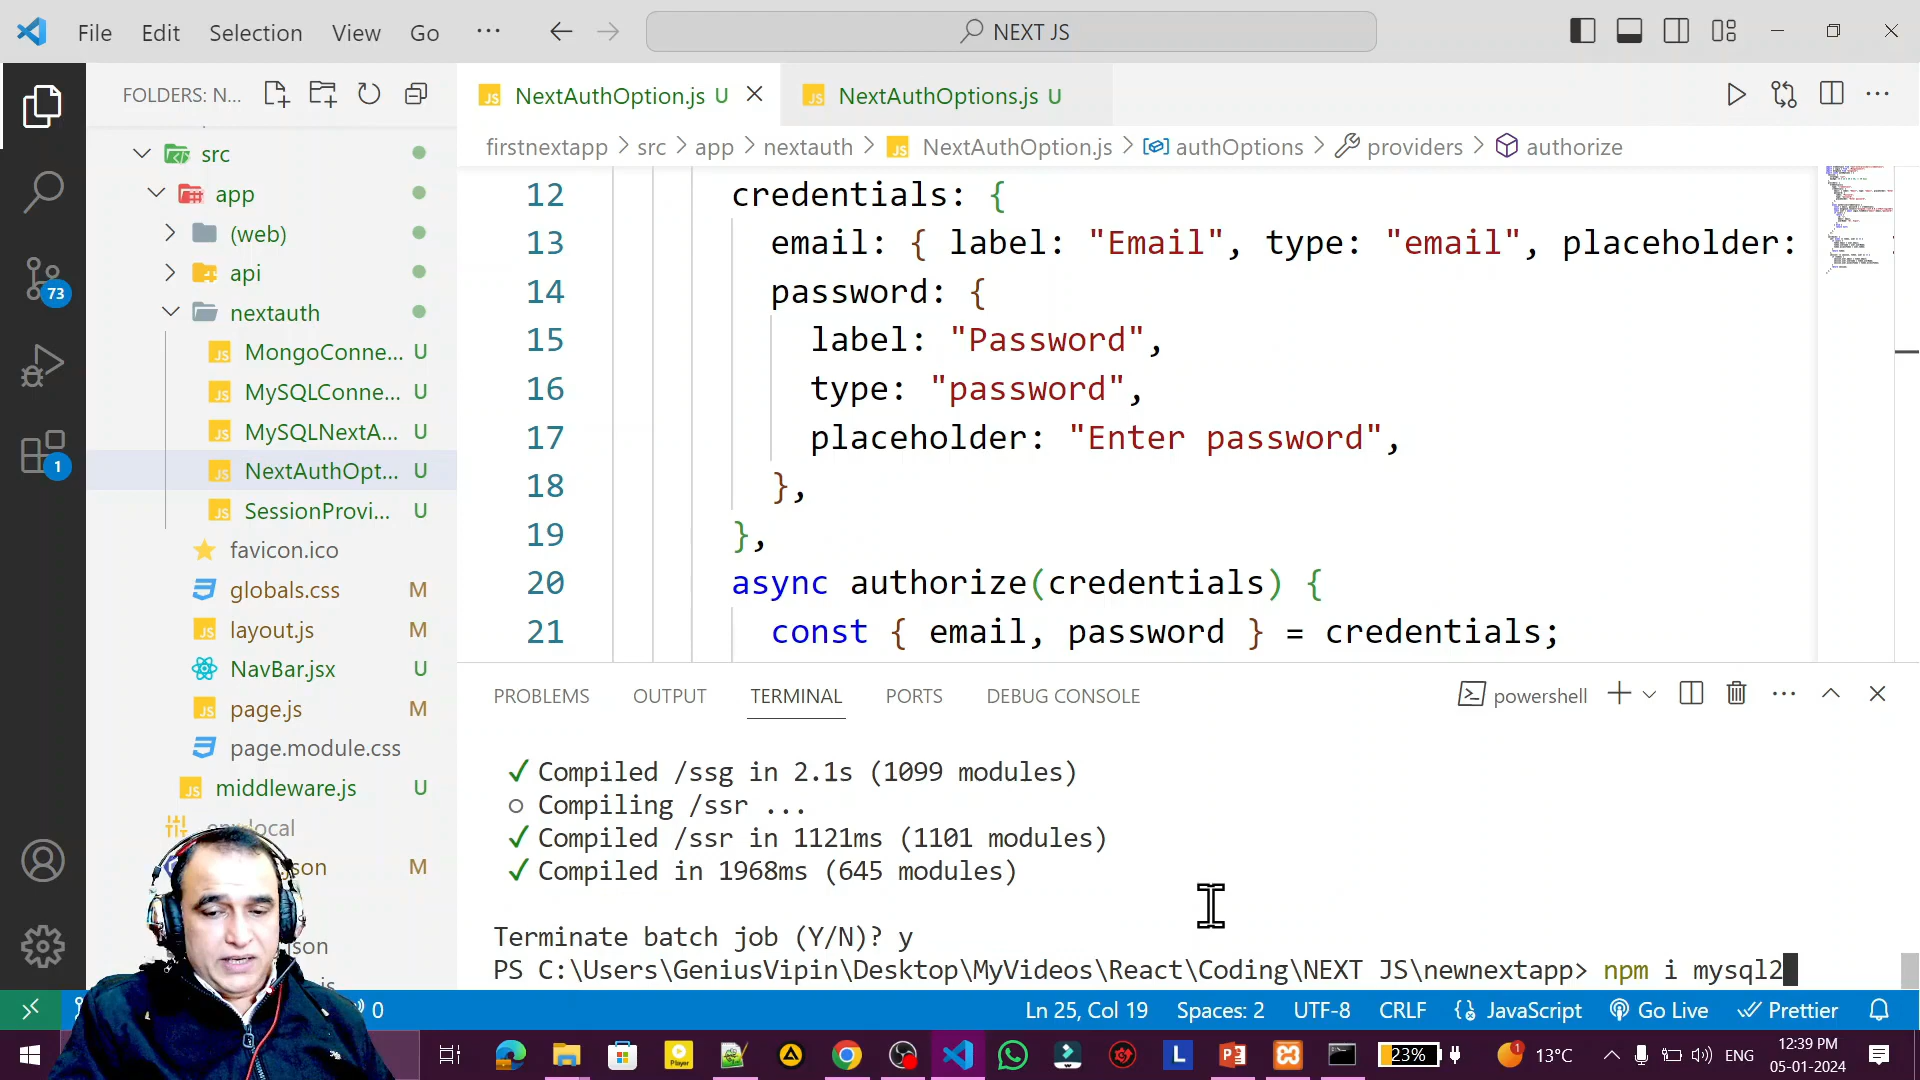 File Edit Selection View Go ··· NEXT JS
FOLDERS: N...
NextAuthOption.js U
NextAuthOptions.js U
firstnextapp > src > app > nextauth > NextAuthOption.js > authOptions > providers > authorize
src
app
(web)
api
nextauth
MongoConne... U
MySQLConne... U
MySQLNextA... U
NextAuthOpt... U
SessionProvi... U
favicon.ico
globals.css M
layout.js M
NavBar.jsx U
page.js M
page.module.css
middleware.js U
M
73
1
12 credentials: {
13 email: { label: "Email", type: "email", placeholder:
14 password: {
15 label: "Password",
16 type: "password",
17 placeholder: "Enter password",
18 },
19 },
20 async authorize(credentials) {
21 const { email, password } = credentials;
PROBLEMS OUTPUT TERMINAL PORTS DEBUG CONSOLE
powershell
✓ Compiled /ssg in 2.1s (1099 modules)
○ Compiling /ssr ...
✓ Compiled /ssr in 1121ms (1101 modules)
✓ Compiled in 1968ms (645 modules)
Terminate batch job (Y/N)? y
PS C:\Users\GeniusVipin\Desktop\MyVideos\React\Coding\NEXT JS\newnextapp> npm i mysql2
0 Ln 25, Col 19 Spaces: 2 UTF-8 CRLF JavaScript Go Live Prettier
23% 1 13°C ENG
12:39 PM
05-01-2024